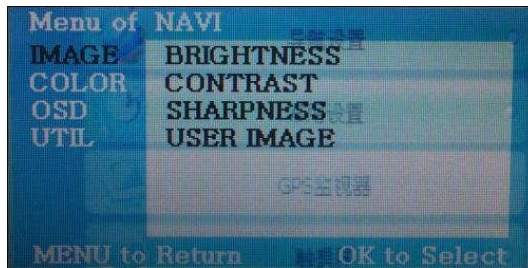 Menu of NAVI
IMAGE BRIGHTNESS
COLOR CONTRAST
OSD SHARPNESS
UTIL USER IMAGE
GPS监视器
MENU to Return OK to Select